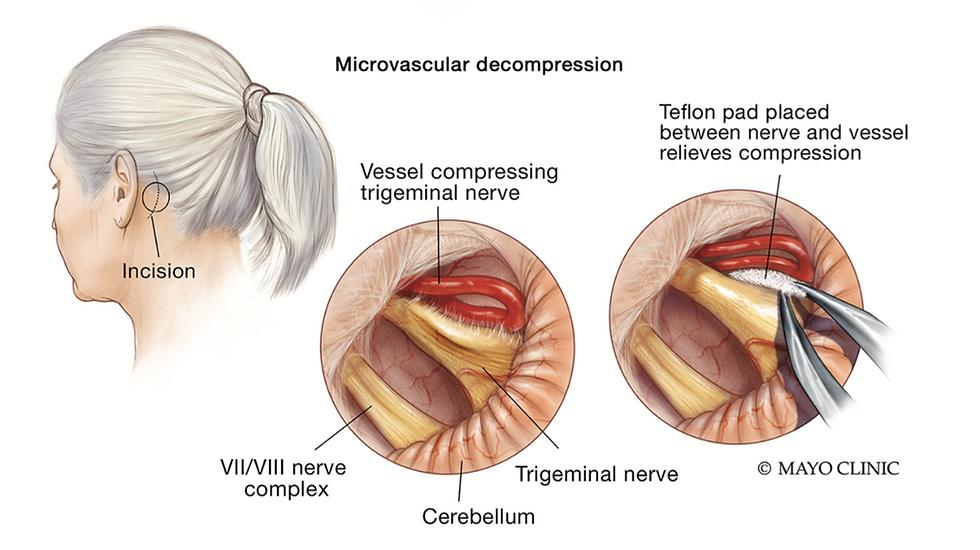 Microvascular decompression
Teflon pad placed
between nerve and vessel
relieves compression
Vessel compressing
trigeminal nerve
Incision
VII/VIII nerve
complex
Trigeminal nerve
Cerebellum
© MAYO CLINIC